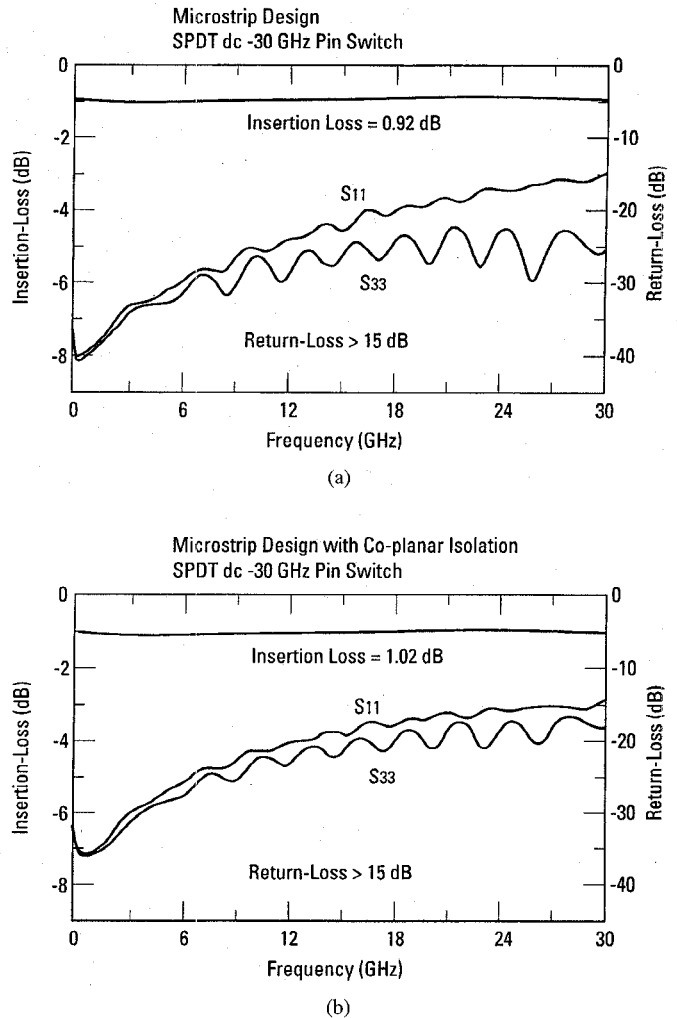 Microstrip Design
SPDT dc -30 GHz Pin Switch
0
-2
-4
-6
-8
Insertion-Loss (dB)
0
-10
-20
-30
-40
Return-Loss (dB)
Insertion Loss = 0.92 dB
S11
S33
Return-Loss > 15 dB
0 6 12 18 24 30
Frequency (GHz)
(a)
Microstrip Design with Co-planar Isolation
SPDT dc -30 GHz Pin Switch
0
-2
-4
-6
-8
Insertion-Loss (dB)
0
-5
-10
-20
-30
-40
Return-Loss (dB)
Insertion Loss = 1.02 dB
S11
S33
Return-Loss > 15 dB
0 6 12 18 24 30
Frequency (GHz)
(b)